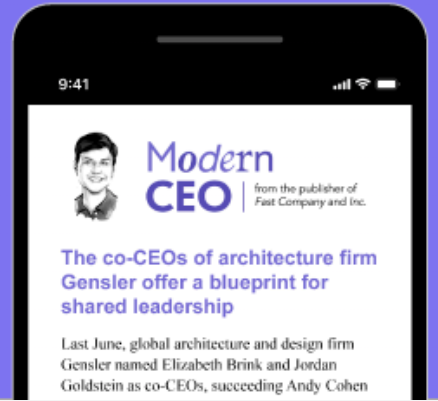 9:41
Modern
CEO
from the publisher of
Fast Company and Inc.
The co-CEOs of architecture firm
Gensler offer a blueprint for
shared leadership
Last June, global architecture and design firm
Gensler named Elizabeth Brink and Jordan
Goldstein as co-CEOs, succeeding Andy Cohen